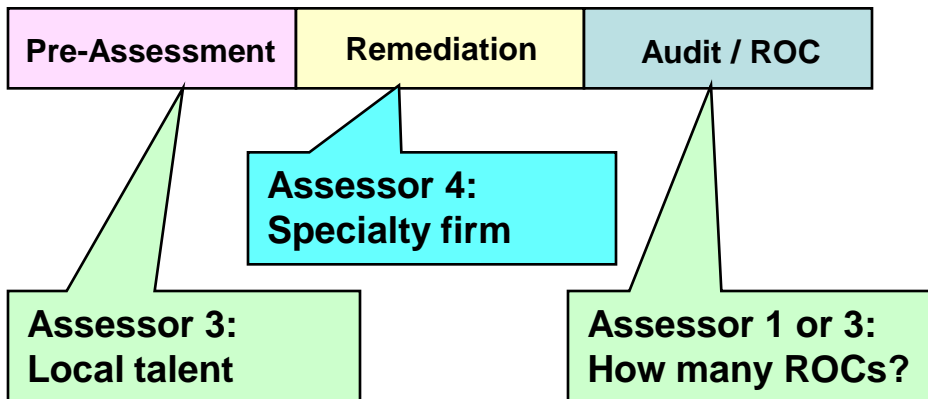 Pre-Assessment
Remediation
Audit / ROC
Assessor 4:
Specialty firm
Assessor 3:
Local talent
Assessor 1 or 3:
How many ROCs?